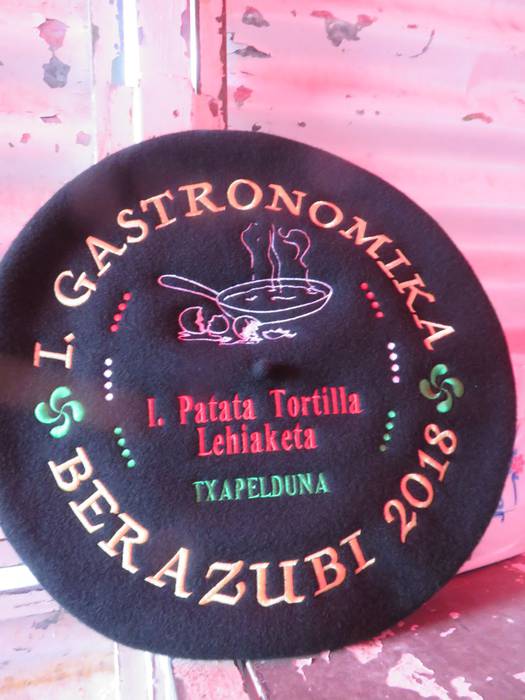 I. GASTRONOMIKA
I. Patata Tortilla
Lehiaketa
TXAPELDUNA
BERAZUBI 2018